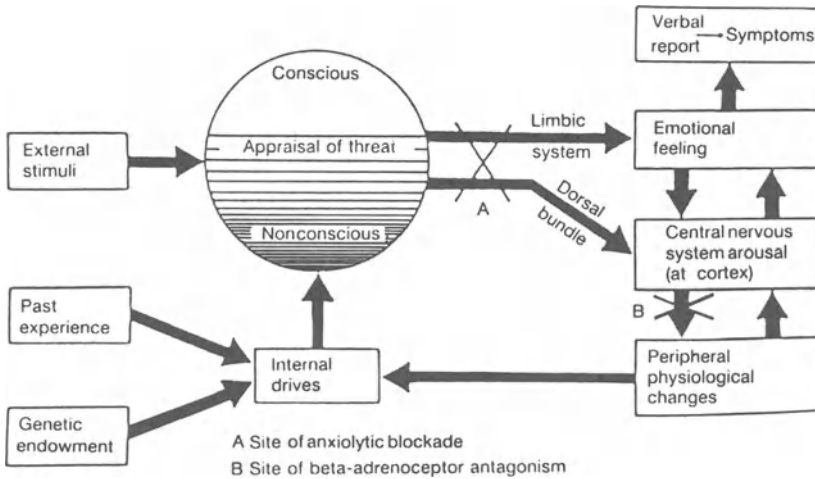 Verbal
report → Symptoms
Conscious
External
stimuli
Appraisal of threat
Limbic
system
Emotional
feeling
A
Dorsal
bundle
Nonconscious
Central nervous
system arousal
(at cortex)
B
Past
experience
Internal
drives
Peripheral
physiological
changes
Genetic
endowment
A Site of anxiolytic blockade
B Site of beta-adrenoceptor antagonism